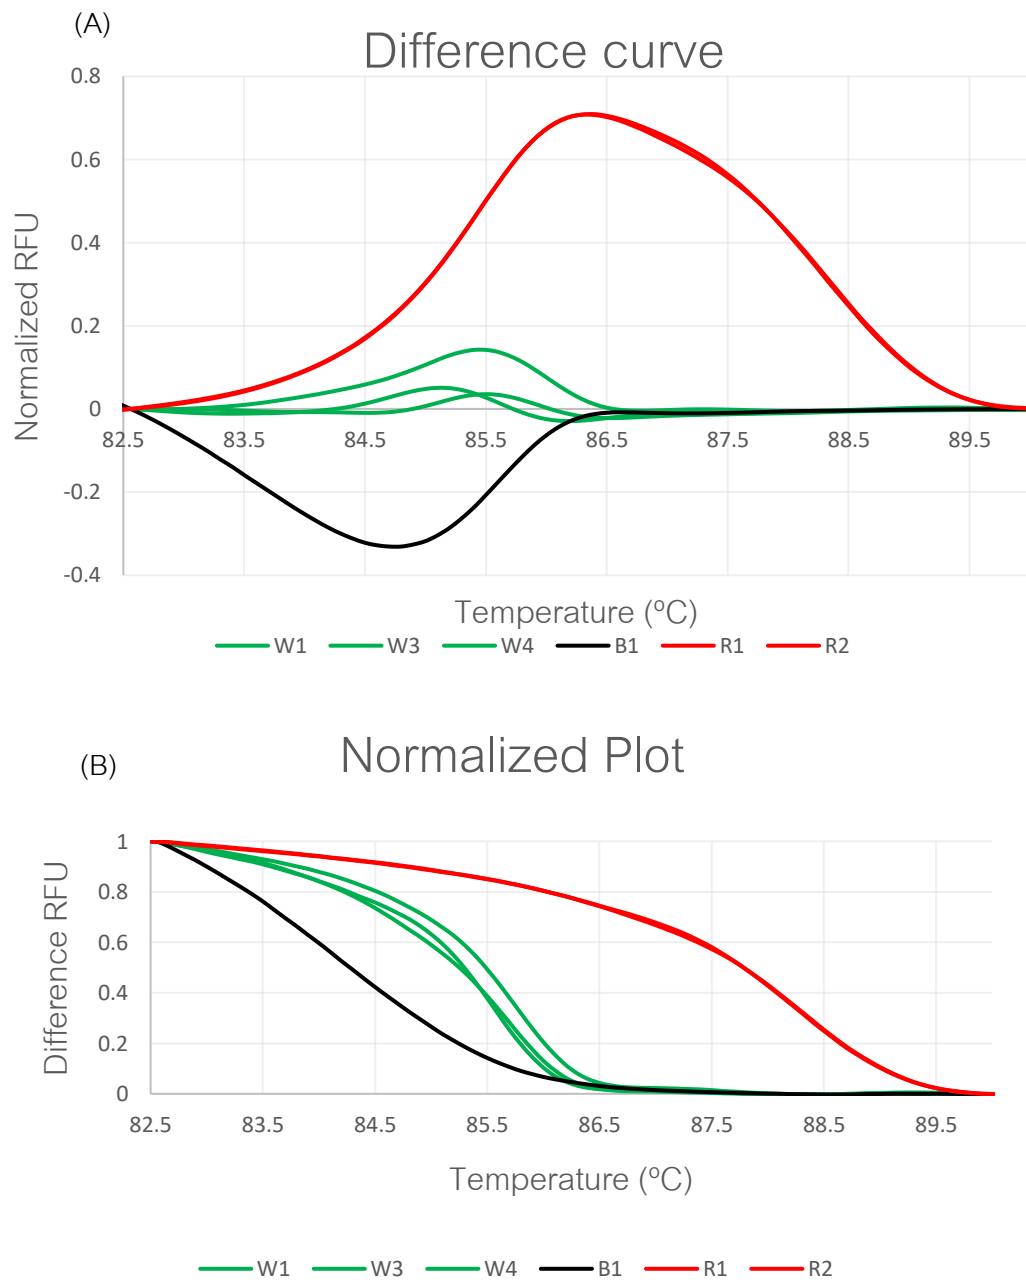 (A)
Difference curve
Normalized RFU
0.8
0.6
0.4
0.2
0
-0.2
-0.4
82.5 83.5 84.5 85.5 86.5 87.5 88.5 89.5
Temperature (ºC)
W1 W3 W4 B1 R1 R2
(B)
Normalized Plot
Difference RFU
1
0.8
0.6
0.4
0.2
0
82.5 83.5 84.5 85.5 86.5 87.5 88.5 89.5
Temperature (ºC)
W1 W3 W4 B1 R1 R2